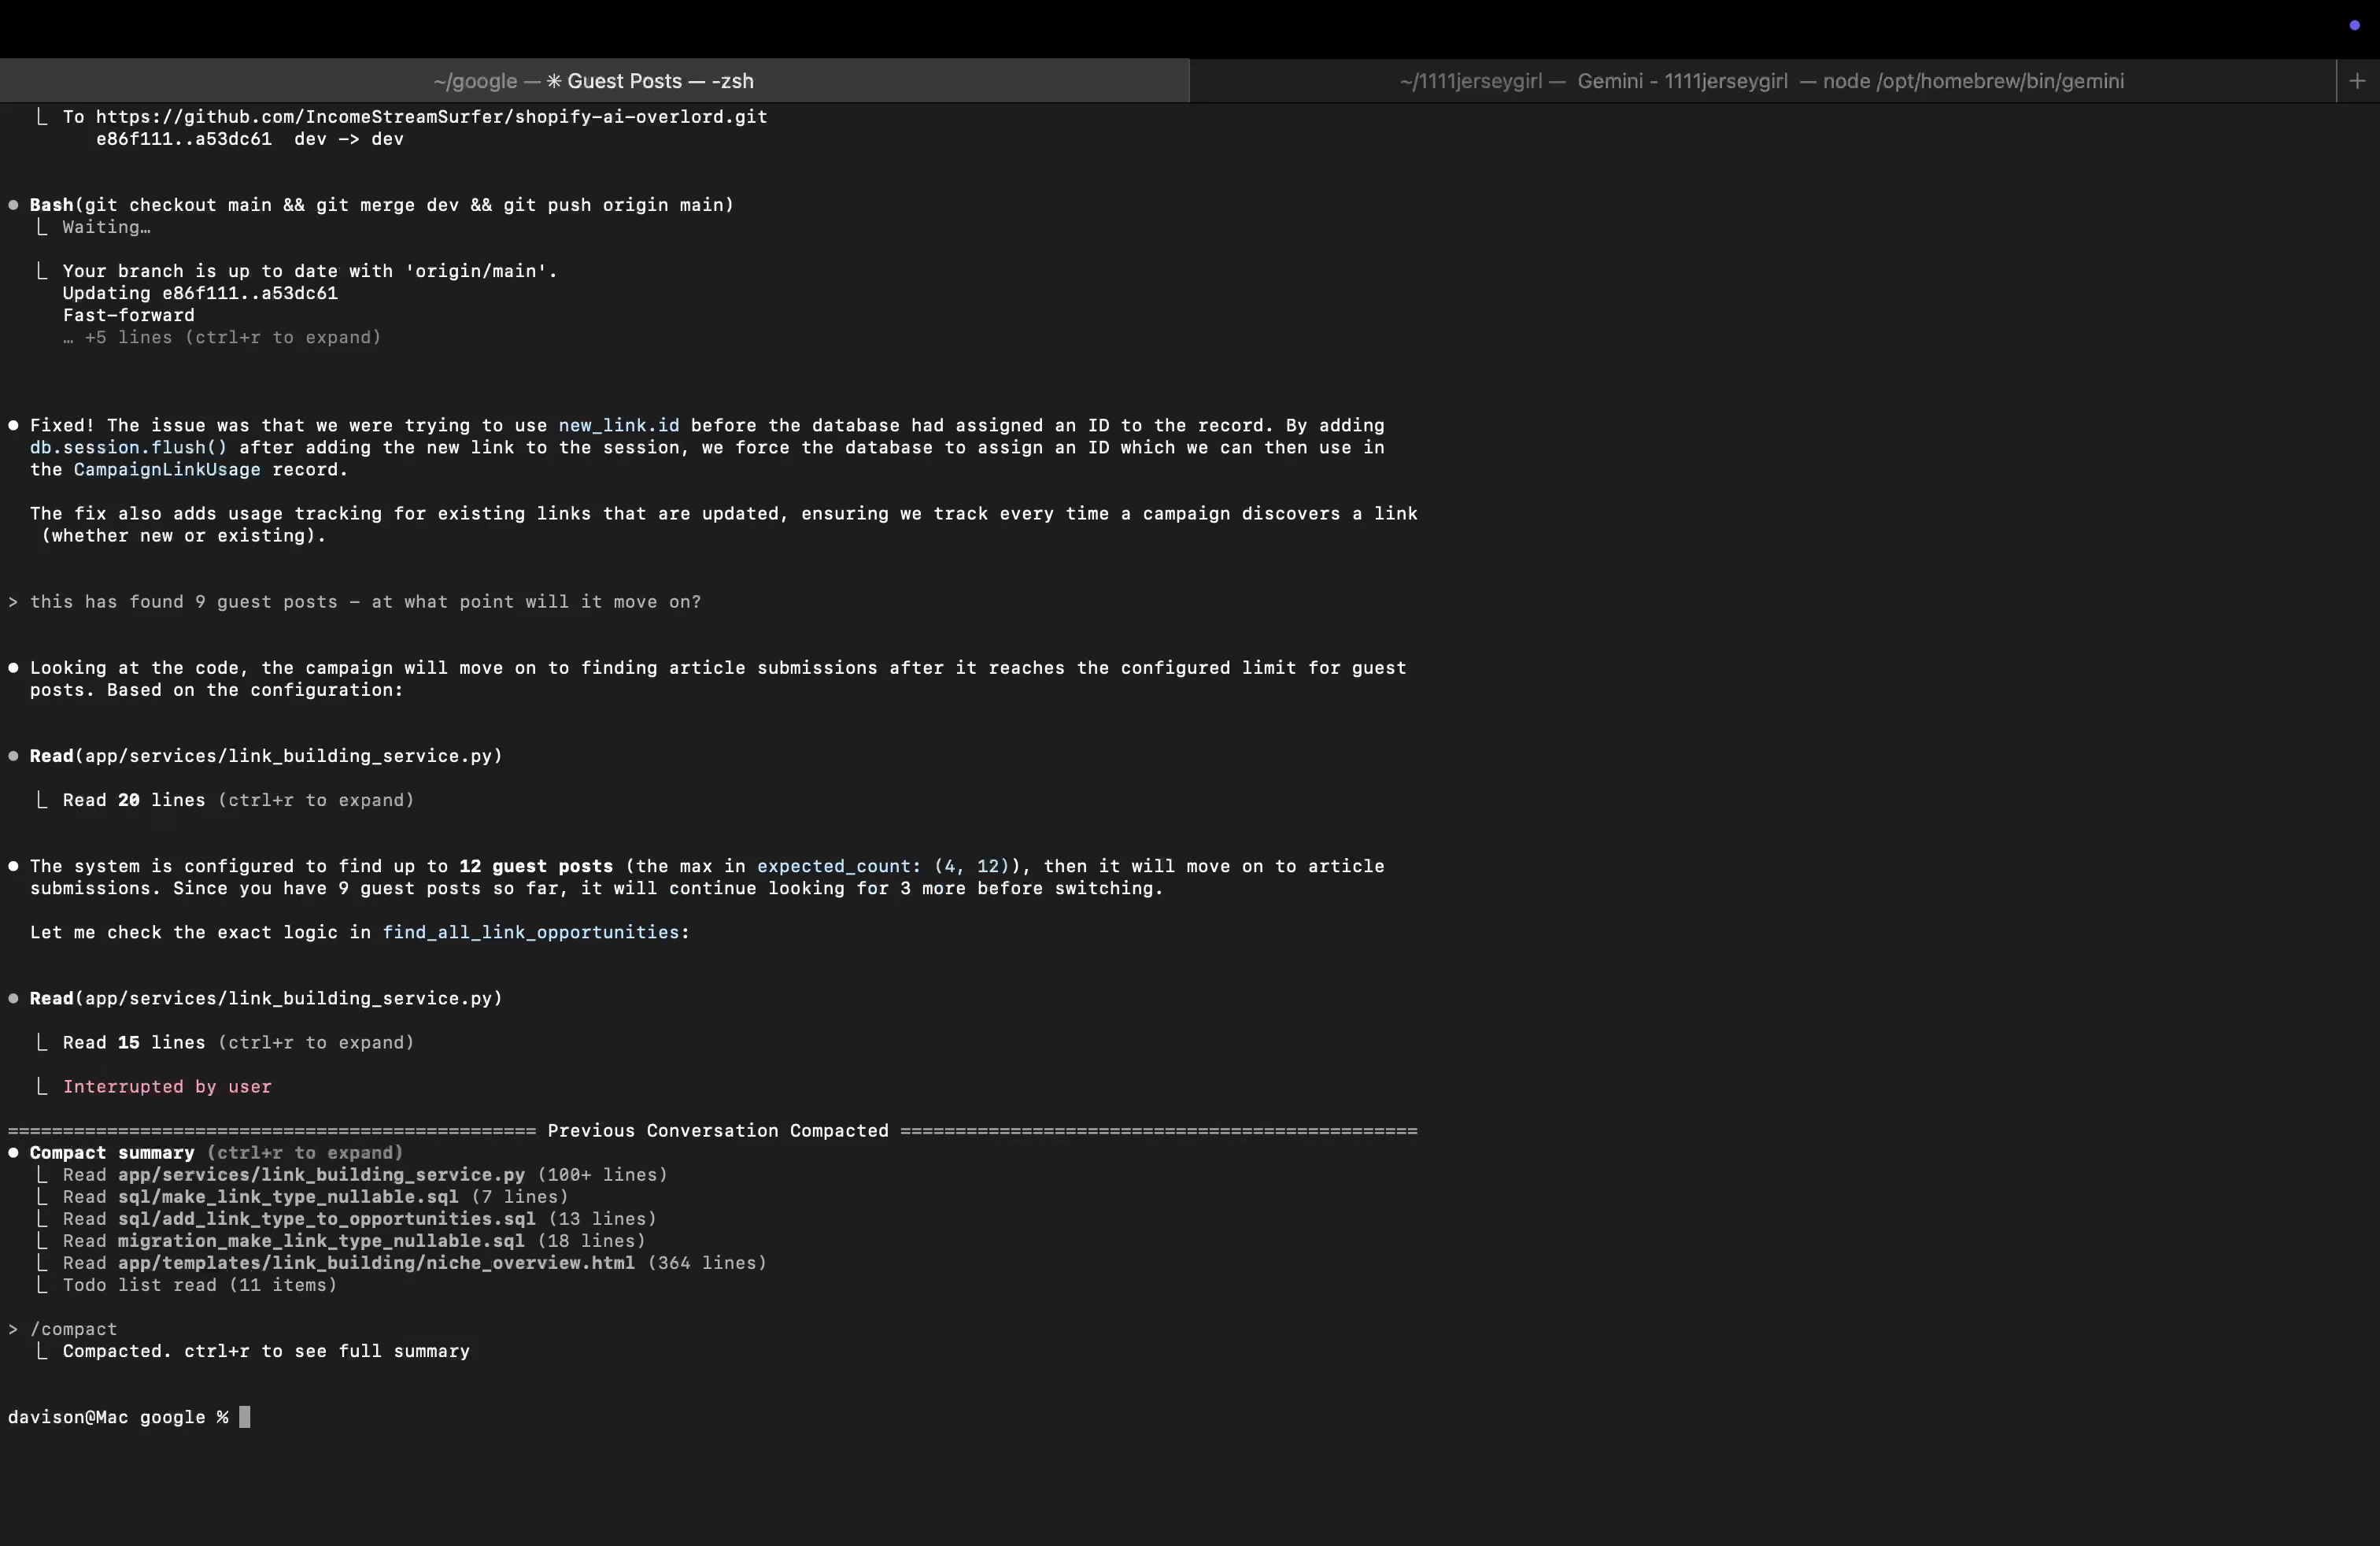 ~/google — ✳ Guest Posts — -zsh
~/1111jerseygirl — Gemini - 1111jerseygirl — node /opt/homebrew/bin/gemini
+
⎿ To https://github.com/IncomeStreamSurfer/shopify-ai-overlord.git
e86f111..a53dc61  dev -> dev
● Bash(git checkout main && git merge dev && git push origin main)
⎿ Waiting…
⎿ Your branch is up to date with 'origin/main'.
Updating e86f111..a53dc61
Fast-forward
… +5 lines (ctrl+r to expand)
● Fixed! The issue was that we were trying to use new_link.id before the database had assigned an ID to the record. By adding
db.session.flush() after adding the new link to the session, we force the database to assign an ID which we can then use in
the CampaignLinkUsage record.
The fix also adds usage tracking for existing links that are updated, ensuring we track every time a campaign discovers a link
(whether new or existing).
> this has found 9 guest posts – at what point will it move on?
● Looking at the code, the campaign will move on to finding article submissions after it reaches the configured limit for guest
posts. Based on the configuration:
● Read(app/services/link_building_service.py)
⎿ Read 20 lines (ctrl+r to expand)
● The system is configured to find up to 12 guest posts (the max in expected_count: (4, 12)), then it will move on to article
submissions. Since you have 9 guest posts so far, it will continue looking for 3 more before switching.
Let me check the exact logic in find_all_link_opportunities:
● Read(app/services/link_building_service.py)
⎿ Read 15 lines (ctrl+r to expand)
⎿ Interrupted by user
================================================ Previous Conversation Compacted ===============================================
● Compact summary (ctrl+r to expand)
⎿ Read app/services/link_building_service.py (100+ lines)
⎿ Read sql/make_link_type_nullable.sql (7 lines)
⎿ Read sql/add_link_type_to_opportunities.sql (13 lines)
⎿ Read migration_make_link_type_nullable.sql (18 lines)
⎿ Read app/templates/link_building/niche_overview.html (364 lines)
⎿ Todo list read (11 items)
> /compact
⎿ Compacted. ctrl+r to see full summary
davison@Mac google %